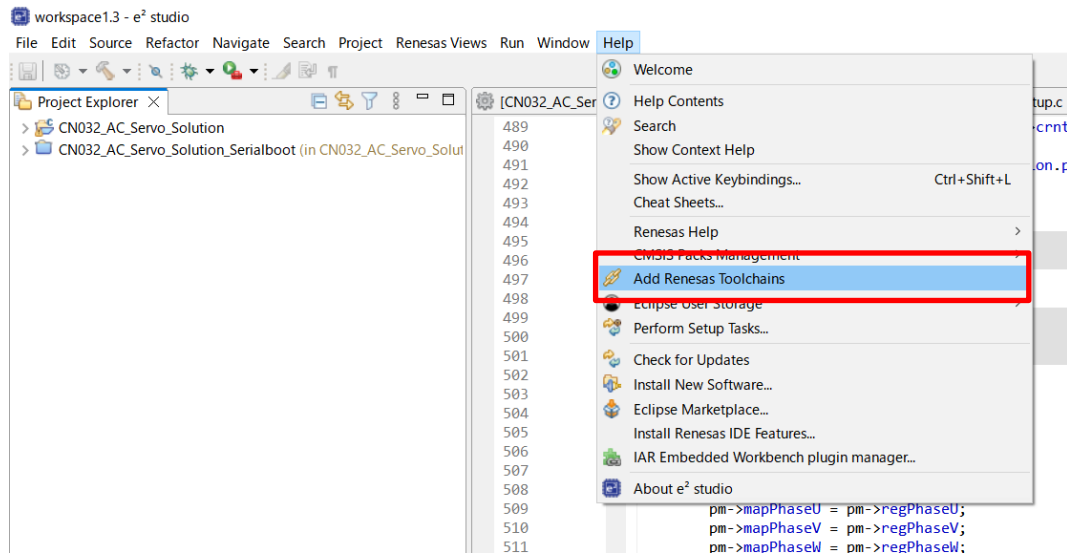 workspace1.3 - e² studio
File Edit Source Refactor Navigate Search Project Renesas Views Run Window Help
Project Explorer
CN032_AC_Servo_Solution
CN032_AC_Servo_Solution_Serialboot (in CN032_AC_Servo_Solut
[CN032_AC_Ser
tup.c
489
490
491
492
493
494
495
496
497
498
499
500
501
502
503
504
505
506
507
508
509
510
511
crnt
on.p
Welcome
Help Contents
Search
Show Context Help
Show Active Keybindings... Ctrl+Shift+L
Cheat Sheets...
Renesas Help
CMSIS Packs Management
Add Renesas Toolchains
Eclipse User Storage
Perform Setup Tasks...
Check for Updates
Install New Software...
Eclipse Marketplace...
Install Renesas IDE Features...
IAR Embedded Workbench plugin manager...
About e² studio
pm->mapPhaseU = pm->regPhaseU;
pm->mapPhaseV = pm->regPhaseV;
pm->mapPhaseW = pm->regPhaseW;